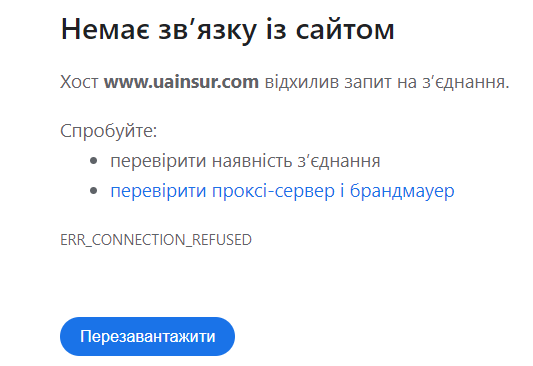 Немає зв’язку із сайтом
Хост www.uainsur.com відхилив запит на з’єднання.
Спробуйте:
• перевірити наявність з’єднання
• перевірити проксі-сервер і брандмауер
ERR_CONNECTION_REFUSED
Перезавантажити